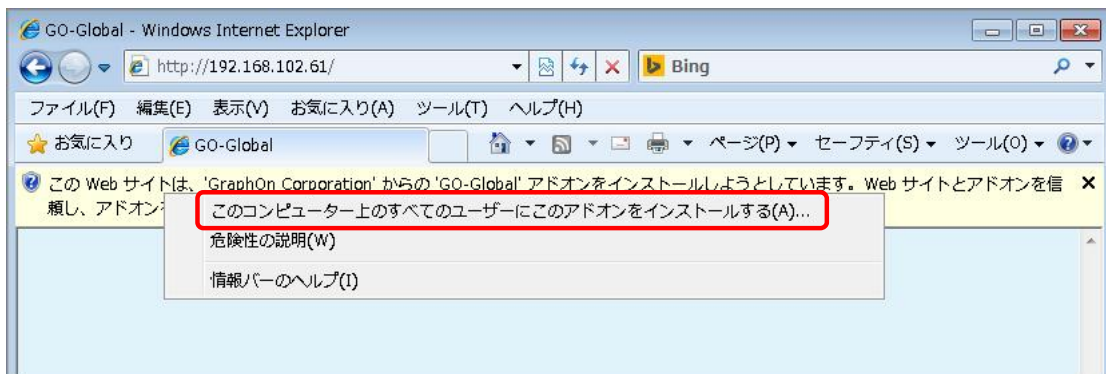 GO-Global - Windows Internet Explorer
http://192.168.102.61/ Bing
ファイル(F) 編集(E) 表示(V) お気に入り(A) ツール(T) ヘルプ(H)
お気に入り GO-Global ページ(P) セーフティ(S) ツール(O)
この Web サイトは、'GraphOn Corporation' からの 'GO-Global' アドオンをインストールしようとしています。Web サイトとアドオンを信
頼し、アドオン
このコンピューター上のすべてのユーザーにこのアドオンをインストールする(A)...
危険性の説明(W)
情報バーのヘルプ(I)